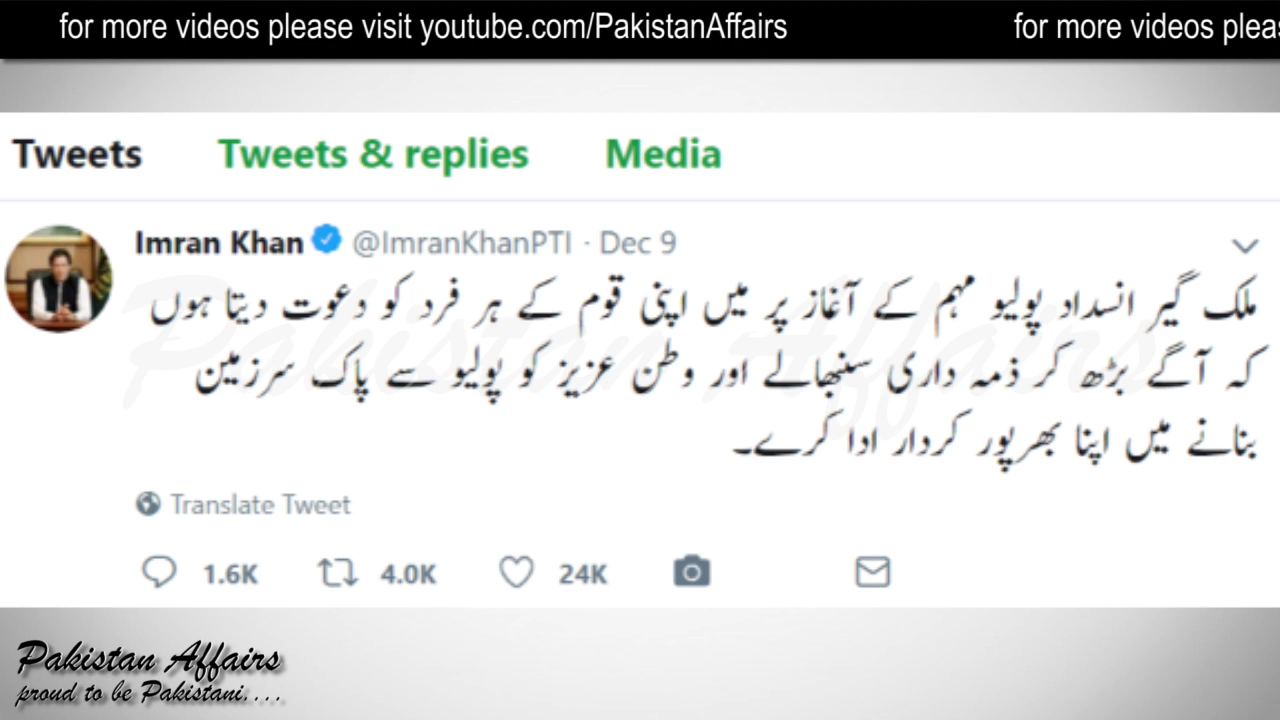 for more videos please visit youtube.com/PakistanAffairs for more videos pleas
Tweets Tweets & replies Media
Imran Khan @ImranKhanPTI · Dec 9
ملک گیر انسداد پولیو مہم کے آغاز پر میں اپنی قوم کے ہر فرد کو دعوت دیتا ہوں
کہ آگے بڑھ کر ذمہ داری سنبھالے اور وطن عزیز کو پولیو سے پاک سرزمین
بنانے میں اپنا بھرپور کردار ادا کرے۔
Pakistan Affairs
Translate Tweet
1.6K 4.0K 24K
Pakistan Affairs
proud to be Pakistani....